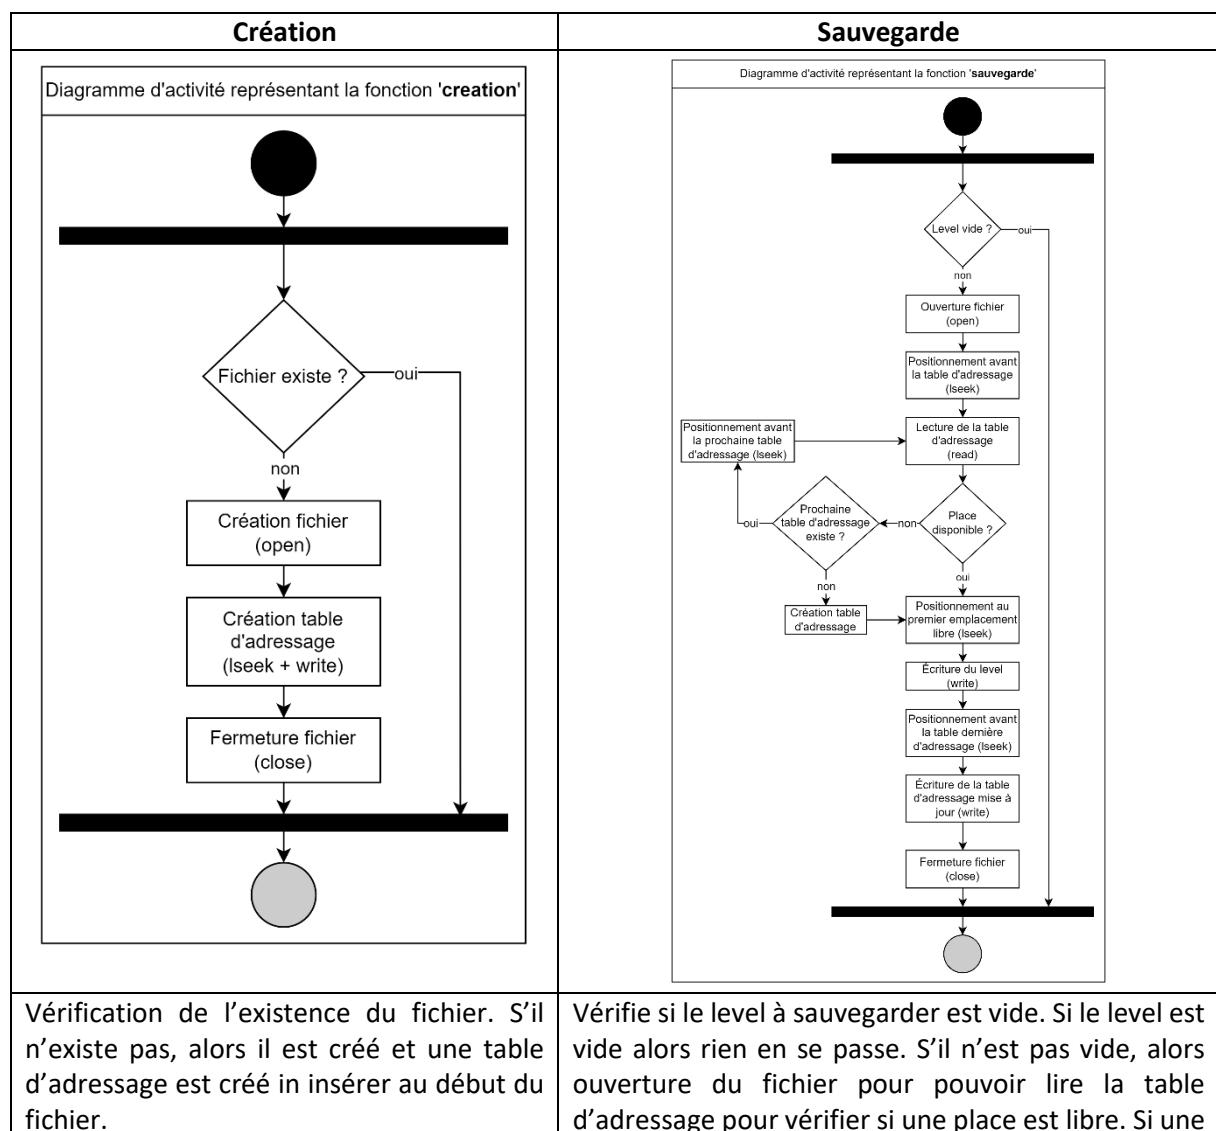 Création
Sauvegarde
Diagramme d'activité représentant la fonction 'creation'
Fichier existe ?
oui
non
Création fichier
(open)
Création table
d'adressage
(lseek + write)
Fermeture fichier
(close)
Diagramme d'activité représentant la fonction 'sauvegarde'
Level vide ?
oui
non
Ouverture fichier
(open)
Positionnement avant
la table d'adressage
(lseek)
Positionnement avant
la prochaine table
d'adressage (lseek)
Lecture de la table
d'adressage
(read)
Place
disponible ?
non
Prochaine
table d'adressage
existe ?
oui
non
Création table
d'adressage
oui
Positionnement au
premier emplacement
libre (lseek)
Écriture du level
(write)
Positionnement avant
la table dernière
d'adressage (lseek)
Écriture de la table
d'adressage mise à
jour (write)
Fermeture fichier
(close)
Vérification de l’existence du fichier. S’il
n’existe pas, alors il est créé et une table
d’adressage est créé in insérer au début du
fichier.
Vérifie si le level à sauvegarder est vide. Si le level est
vide alors rien en se passe. S’il n’est pas vide, alors
ouverture du fichier pour pouvoir lire la table
d’adressage pour vérifier si une place est libre. Si une